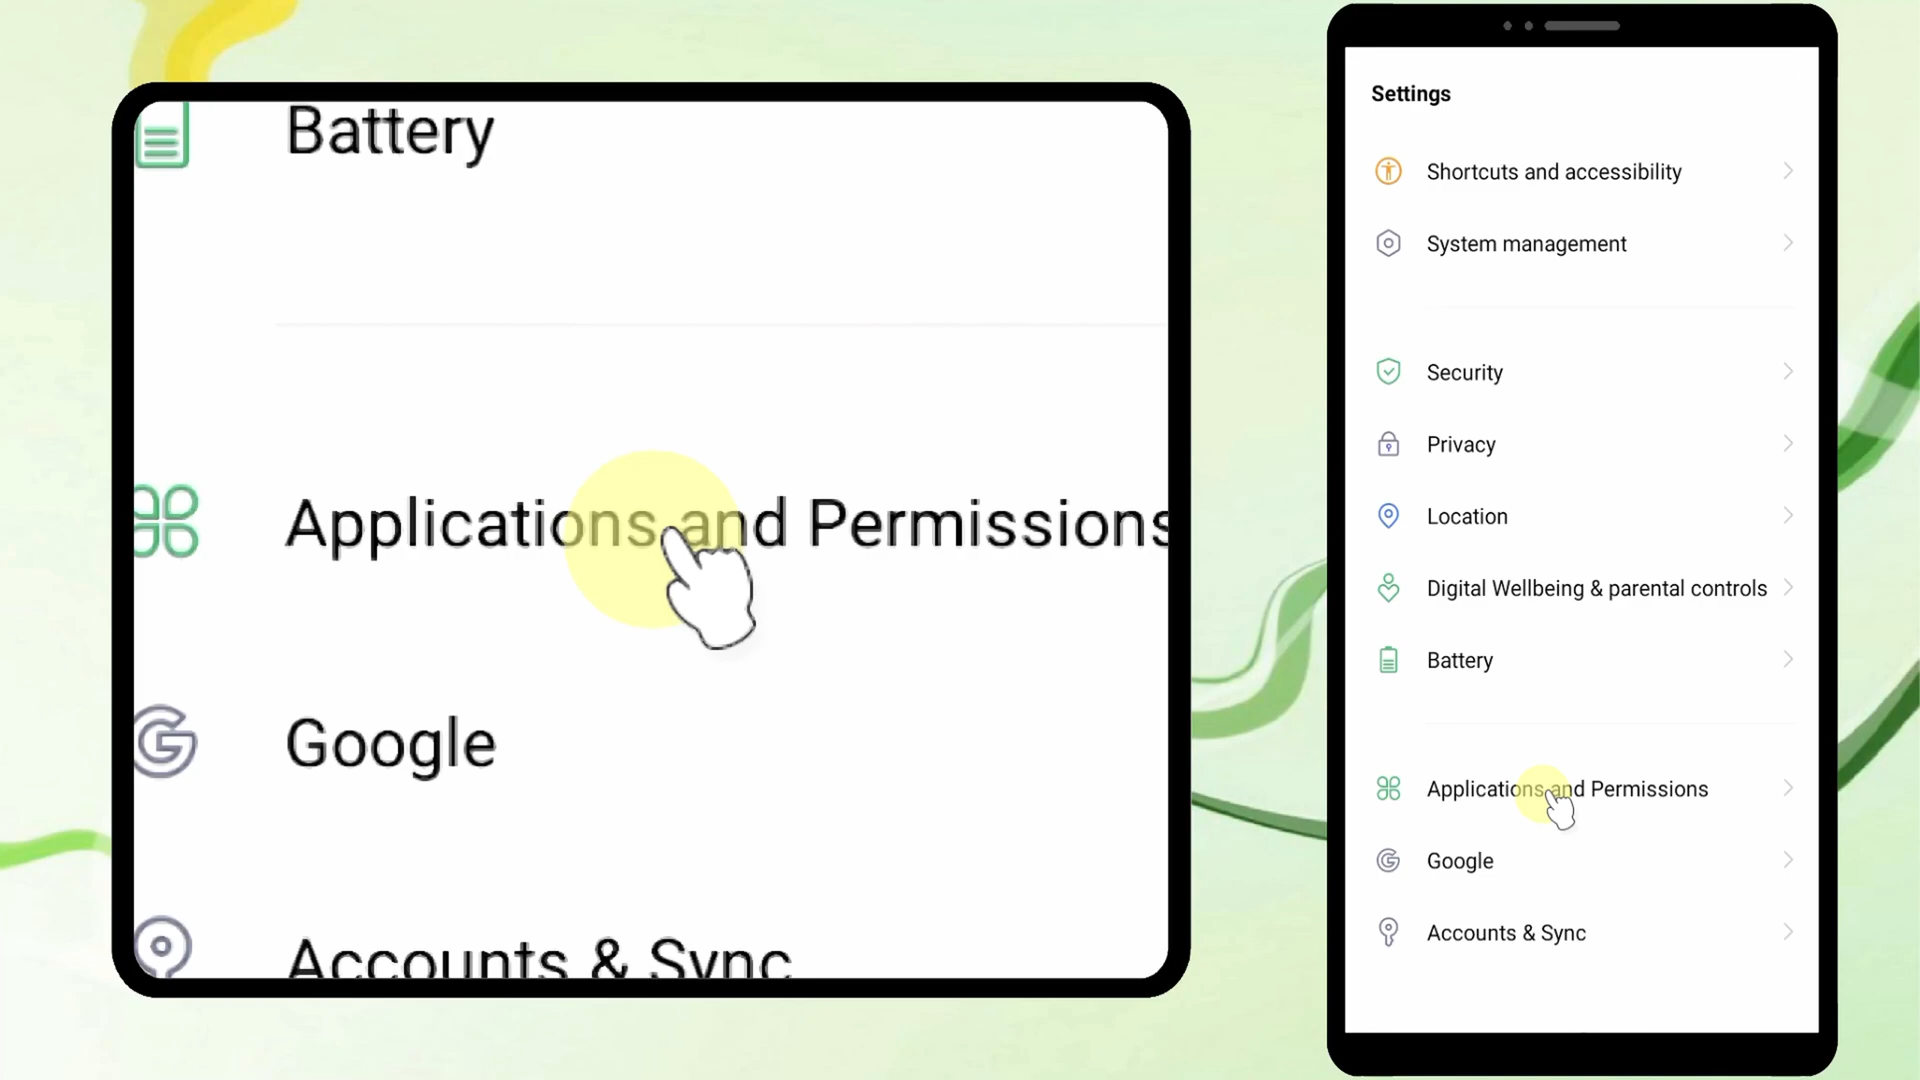 Battery
Applications and Permissions
Google
Accounts & Sync
Settings
Shortcuts and accessibility
System management
Security
Privacy
Location
Digital Wellbeing & parental controls
Battery
Applications and Permissions
Google
Accounts & Sync